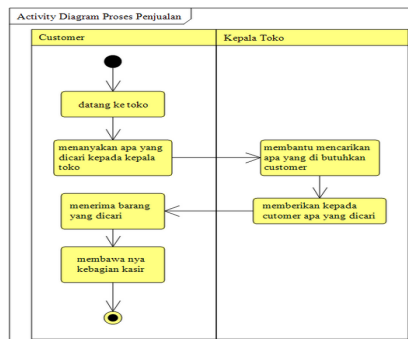 Activity Diagram Proses Penjualan
Customer
Kepala Toko
datang ke toko
menanyakan apa yang
dicari kepada kepala
toko
membantu mencarikan
apa yang di butuhkan
customer
memberikan kepada
cutomer apa yang dicari
menerima barang
yang dicari
membawa nya
kebagian kasir